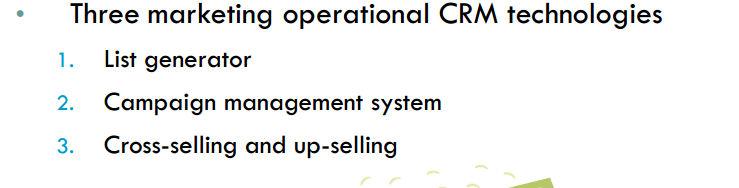 • Three marketing operational CRM technologies
1. List generator
2. Campaign management system
3. Cross-selling and up-selling